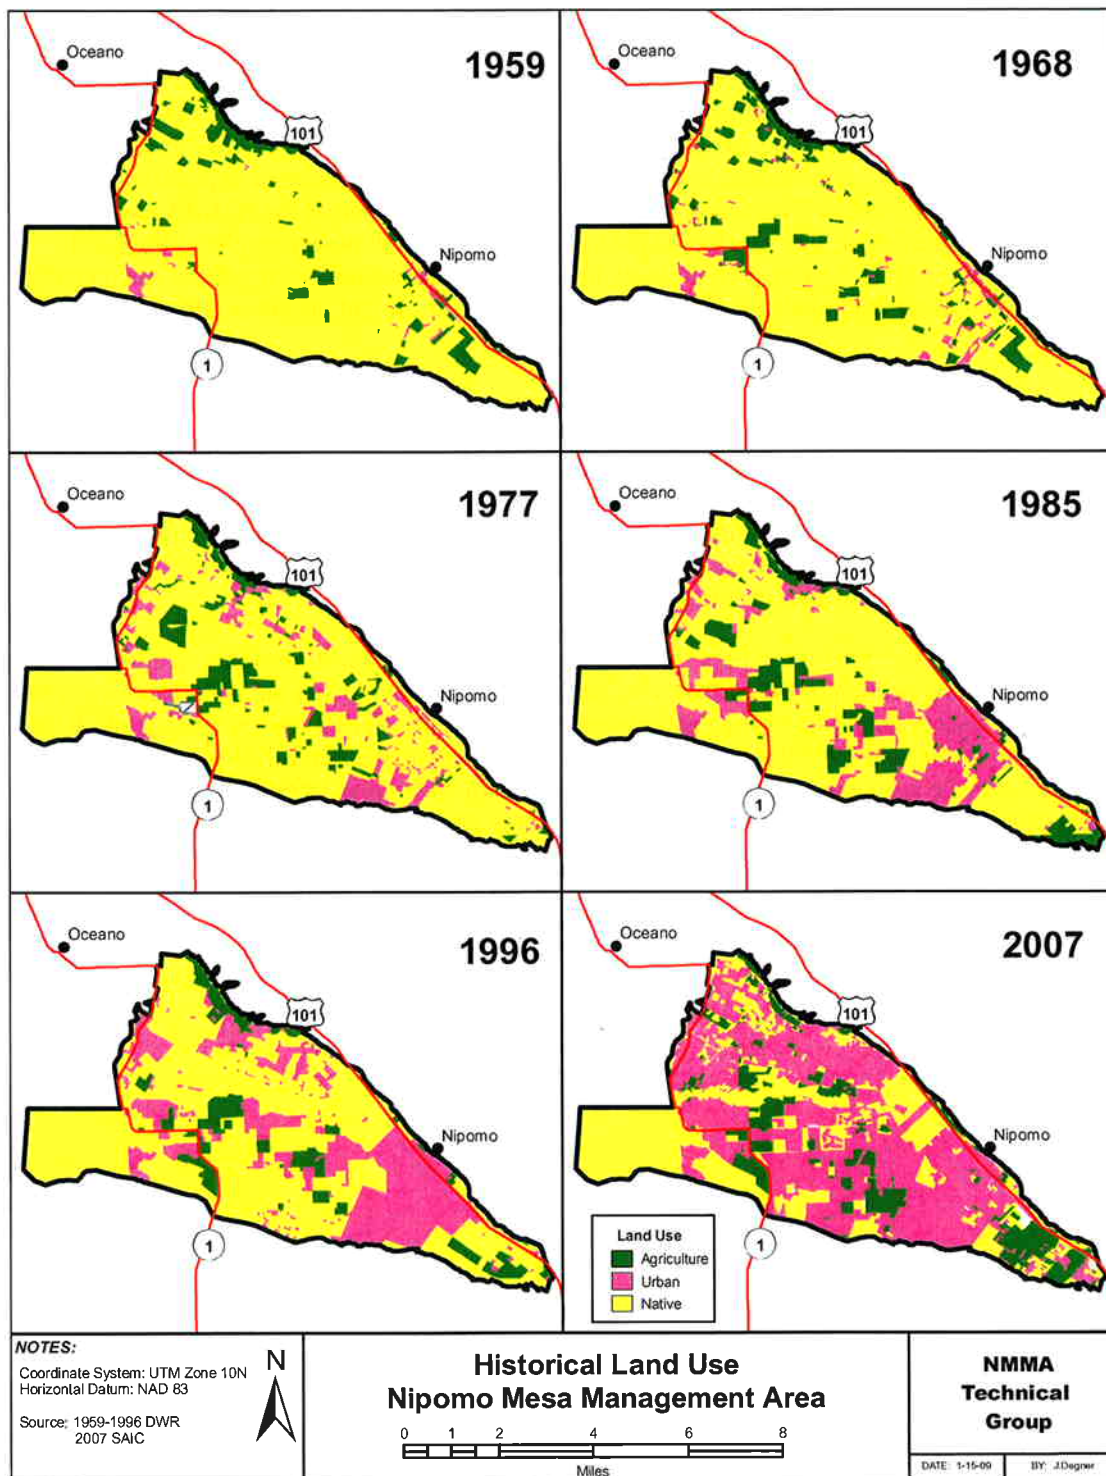 Oceano
1959
101
Nipomo
1
Oceano
1968
101
Nipomo
1
Oceano
1977
101
Nipomo
1
Oceano
1985
101
Nipomo
1
Oceano
1996
101
Nipomo
1
Oceano
2007
101
Nipomo
1
Land Use
Agriculture
Urban
Native
NOTES:
Coordinate System: UTM Zone 10N
Horizontal Datum: NAD 83
Source: 1959-1996 DWR
2007 SAIC
N
Historical Land Use
Nipomo Mesa Management Area
0 1 2 4 6 8
Miles
NMMA
Technical
Group
DATE: 1-15-09 BY: J.Degner